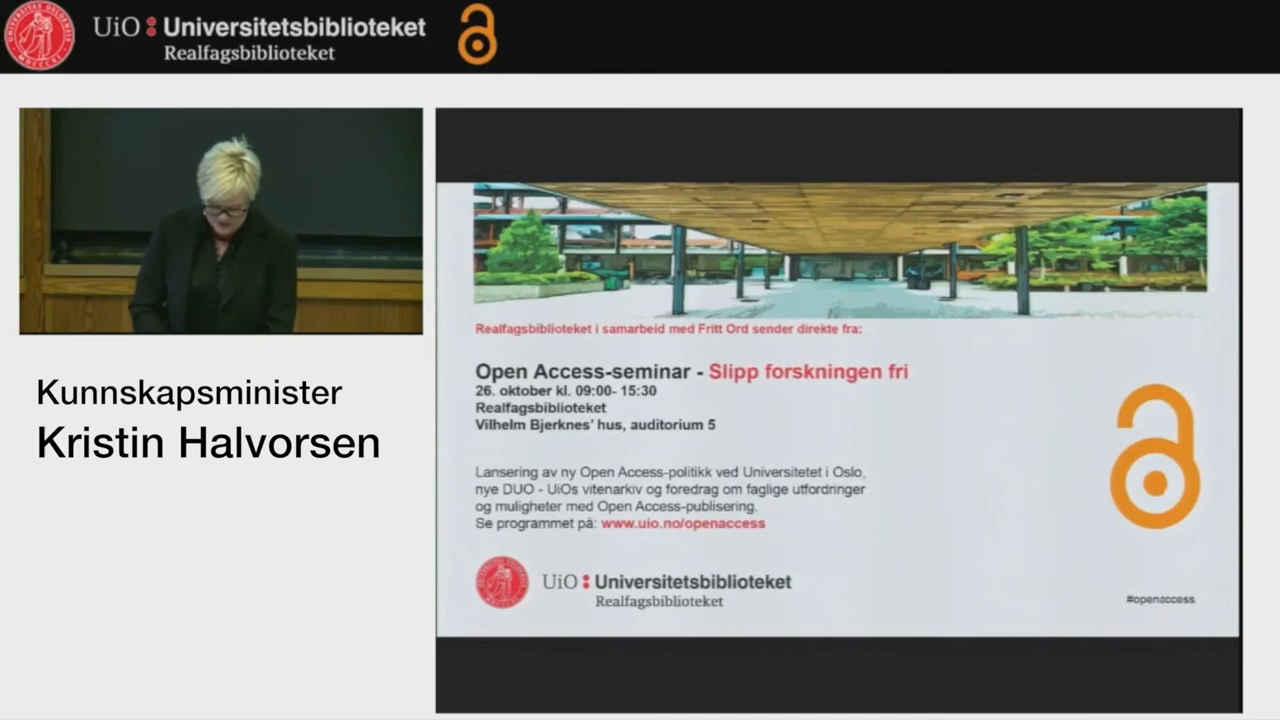 UiO : Universitetsbiblioteket
Realfagsbiblioteket
Kunnskapsminister
Kristin Halvorsen
Realfagsbiblioteket i samarbeid med Fritt Ord sender direkte fra:
Open Access-seminar - Slipp forskningen fri
26. oktober kl. 09:00- 15:30
Realfagsbiblioteket
Vilhelm Bjerknes' hus, auditorium 5
Lansering av ny Open Access-politikk ved Universitetet i Oslo,
nye DUO - UiOs vitenarkiv og foredrag om faglige utfordringer
og muligheter med Open Access-publisering.
Se programmet på: www.uio.no/openaccess
UiO : Universitetsbiblioteket
Realfagsbiblioteket
#openaccess